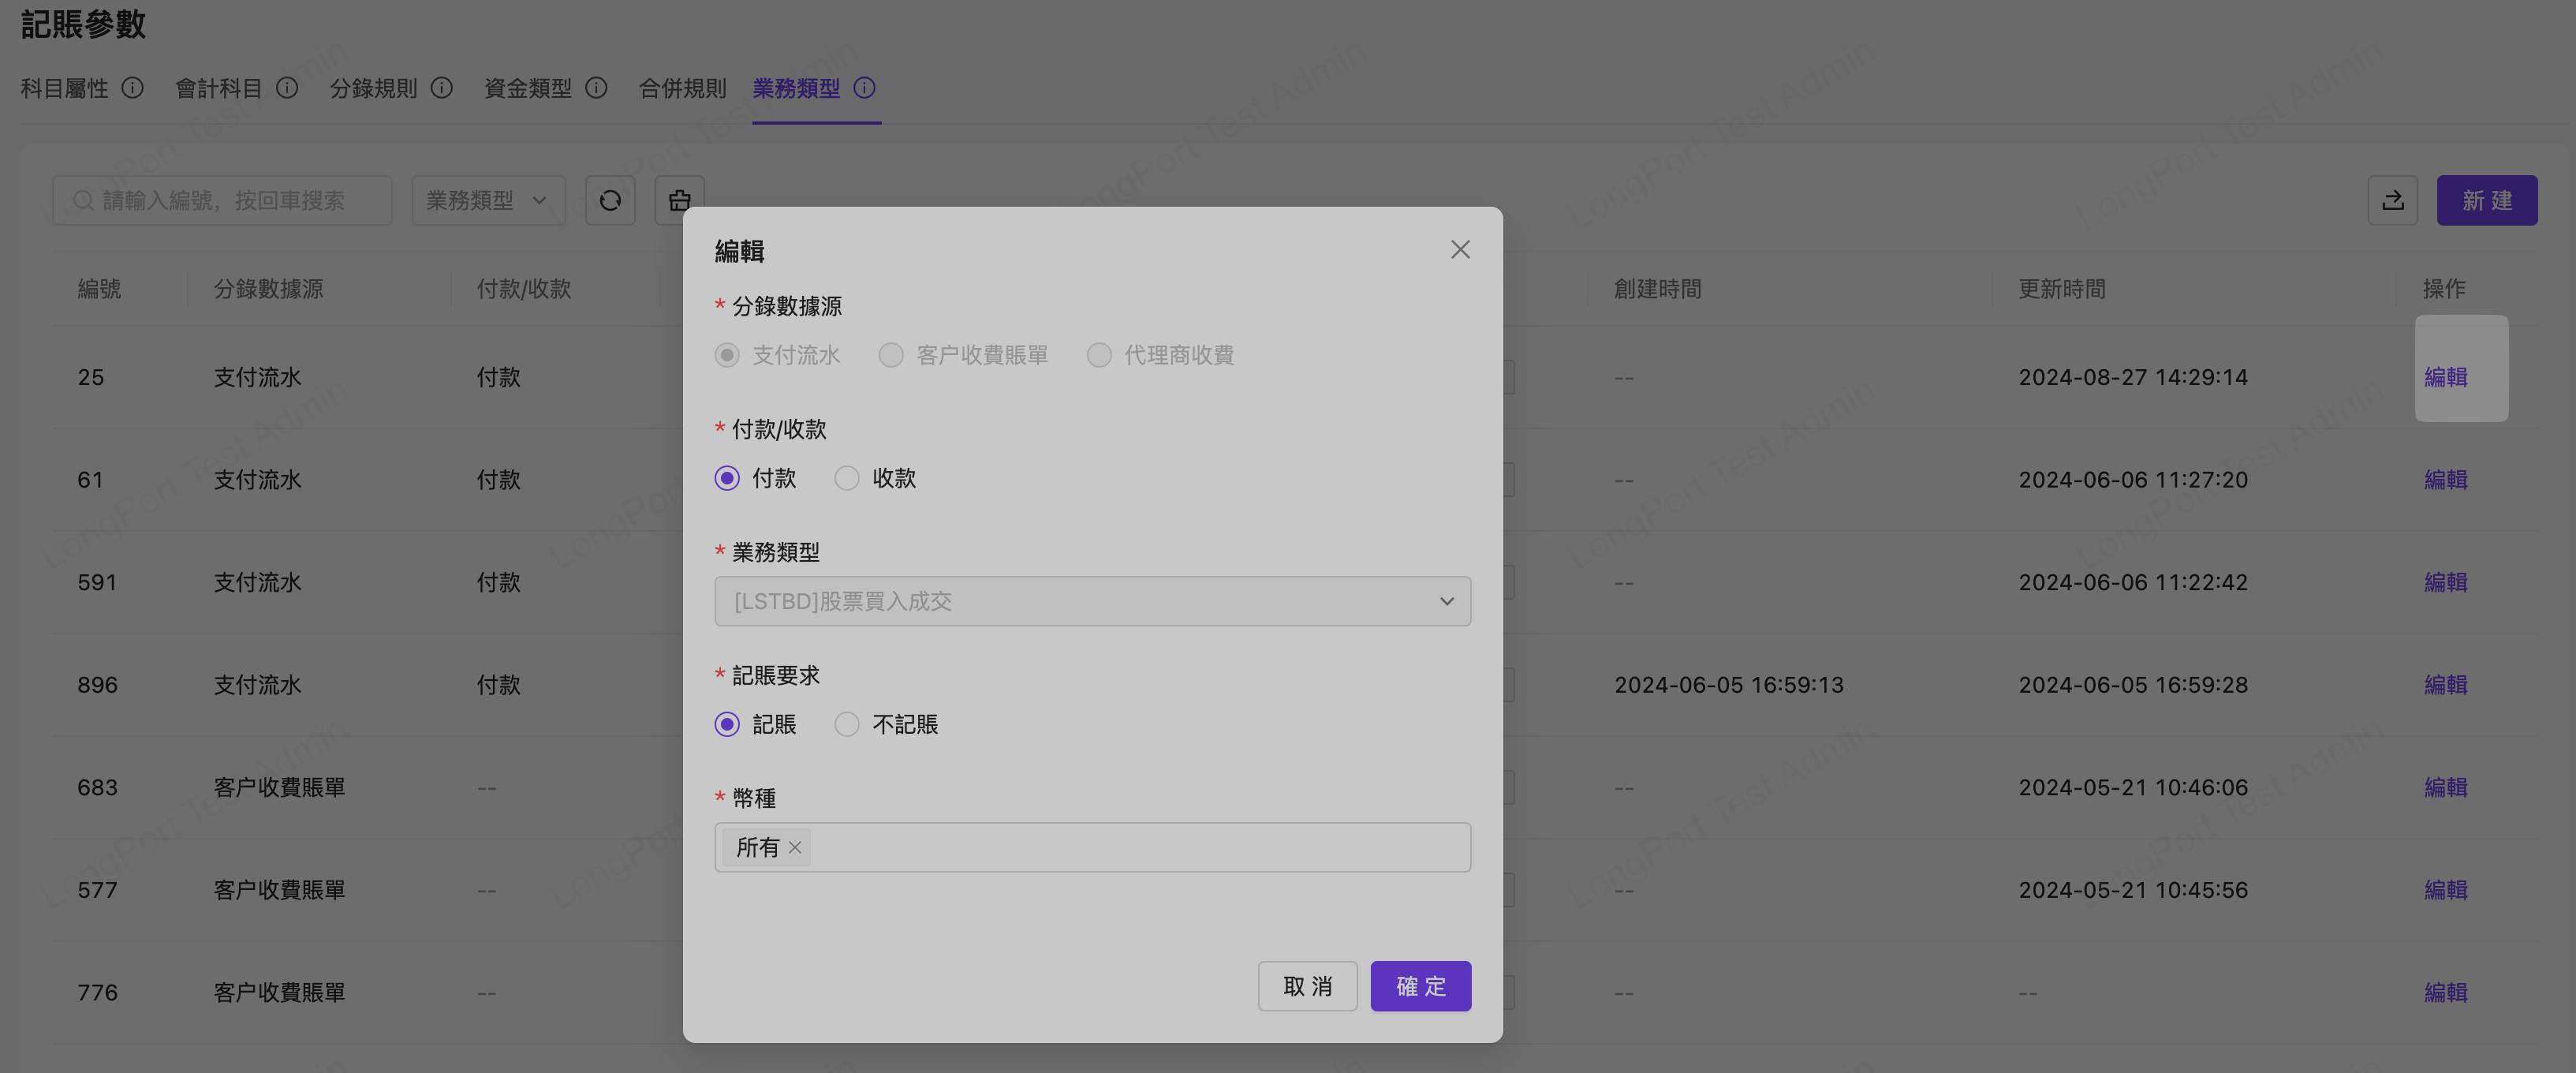 記賬參數
科目屬性 會計科目 分錄規則 資金類型 合併規則 業務類型
請輸入編號，按回車搜索 業務類型 新 建
編號 分錄數據源 付款/收款 創建時間 更新時間 操作
25 支付流水 付款 -- 2024-08-27 14:29:14 編輯
61 支付流水 付款 -- 2024-06-06 11:27:20 編輯
591 支付流水 付款 -- 2024-06-06 11:22:42 編輯
896 支付流水 付款 2024-06-05 16:59:13 2024-06-05 16:59:28 編輯
683 客户收費賬單 -- -- 2024-05-21 10:46:06 編輯
577 客户收費賬單 -- -- 2024-05-21 10:45:56 編輯
776 客户收費賬單 -- -- -- 編輯
編輯
* 分錄數據源
支付流水 客户收費賬單 代理商收費
* 付款/收款
付款 收款
* 業務類型
[LSTBD]股票買入成交
* 記賬要求
記賬 不記賬
* 幣種
所有
取 消 確 定
LongPort Test Admin